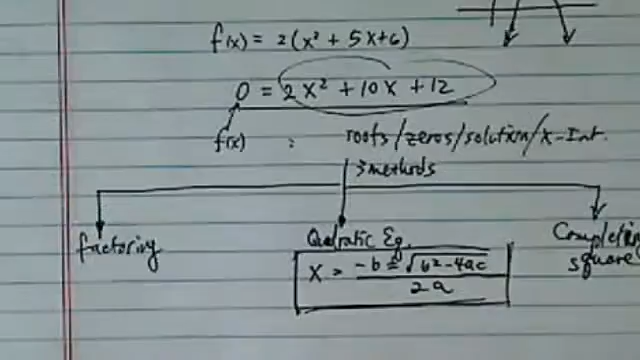 f(x) = 2(x² + 5x+6)
0 = 2x² + 10x + 12
f(x) : roots/zeros/solution/x-Int.
3 methods
factoring
Quadratic Eq.
Completing square
x = -b ± √b²-4ac / 2a